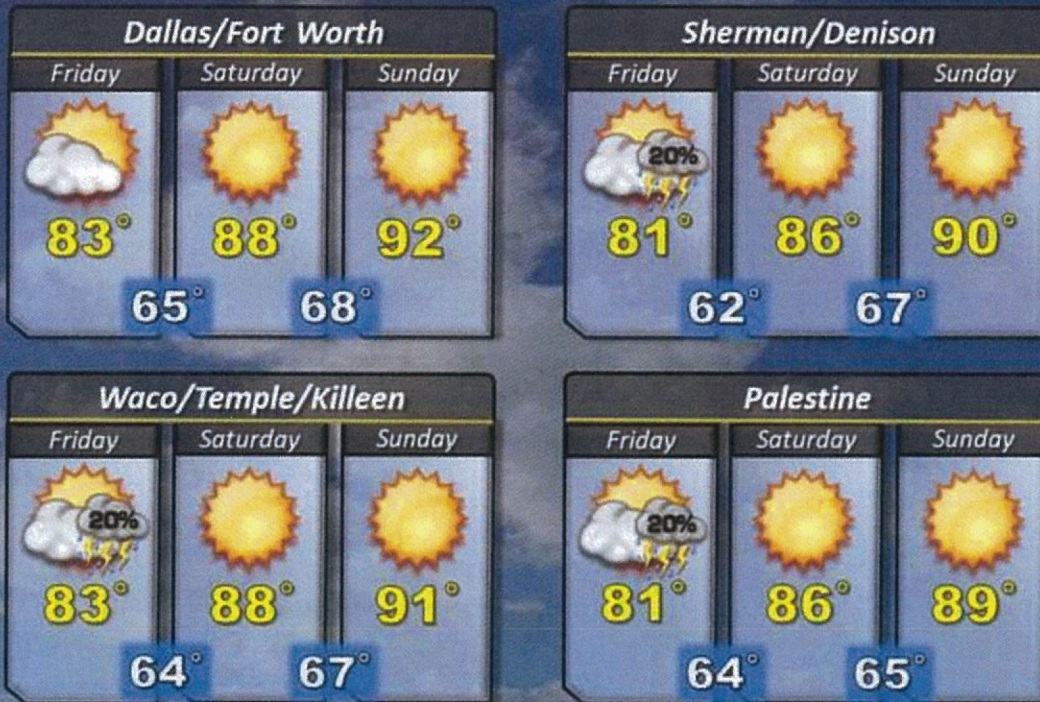 Dallas/Fort Worth
Friday Saturday Sunday
83° 88° 92°
65° 68°
Sherman/Denison
Friday Saturday Sunday
20%
81° 86° 90°
62° 67°
Waco/Temple/Killeen
Friday Saturday Sunday
20%
83° 88° 91°
64° 67°
Palestine
Friday Saturday Sunday
20%
81° 86° 89°
64° 65°